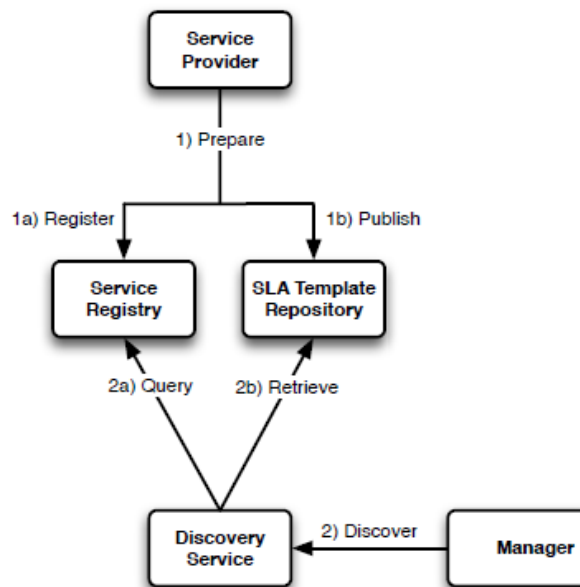 Service
Provider
1) Prepare
1a) Register
1b) Publish
Service
Registry
SLA Template
Repository
2a) Query
2b) Retrieve
Discovery
Service
2) Discover
Manager